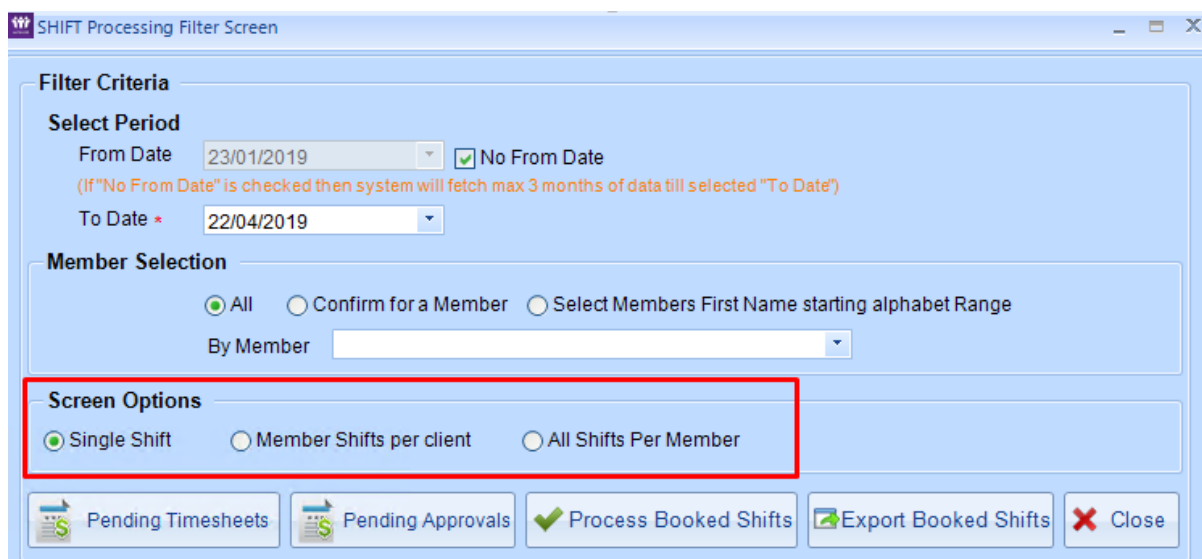 SHIFT Processing Filter Screen
Filter Criteria
Select Period
From Date 23/01/2019 No From Date
(If "No From Date" is checked then system will fetch max 3 months of data till selected "To Date")
To Date * 22/04/2019
Member Selection
All Confirm for a Member Select Members First Name starting alphabet Range
By Member
Screen Options
Single Shift Member Shifts per client All Shifts Per Member
Pending Timesheets Pending Approvals Process Booked Shifts Export Booked Shifts Close